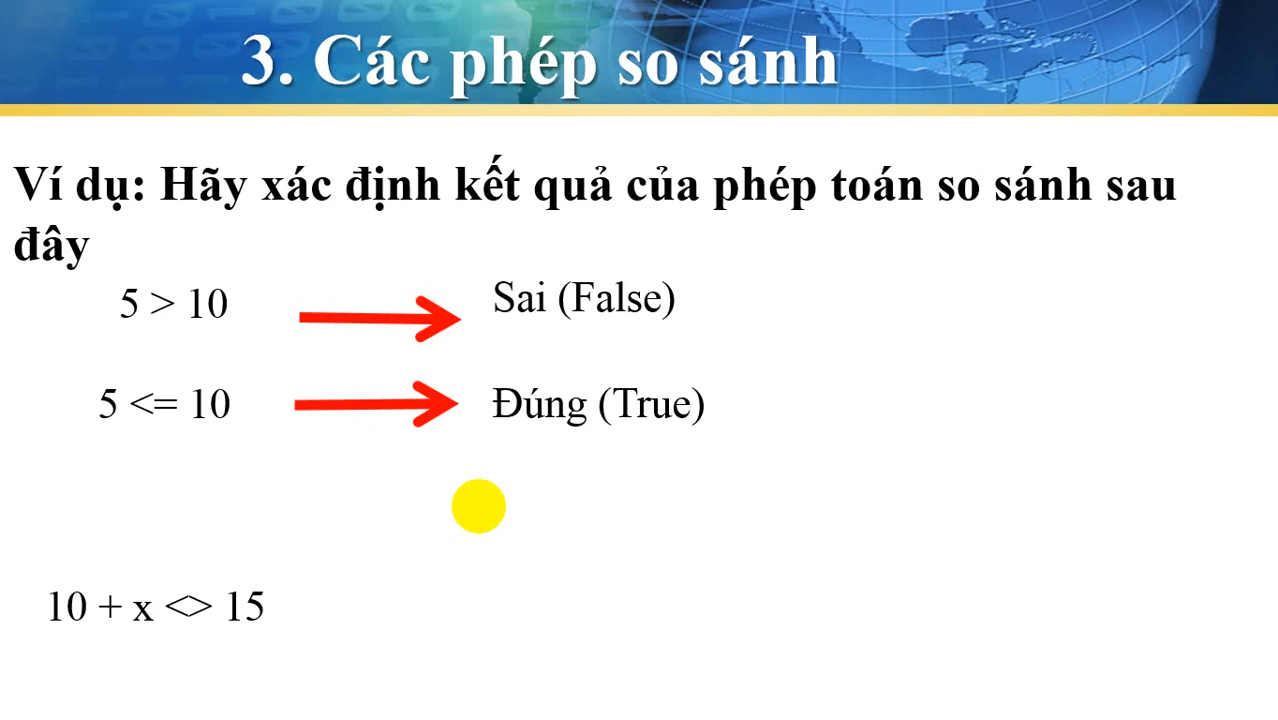 3. Các phép so sánh
Ví dụ: Hãy xác định kết quả của phép toán so sánh sau
đây
5 > 10 Sai (False)
5 <= 10 Đúng (True)
10 + x <> 15